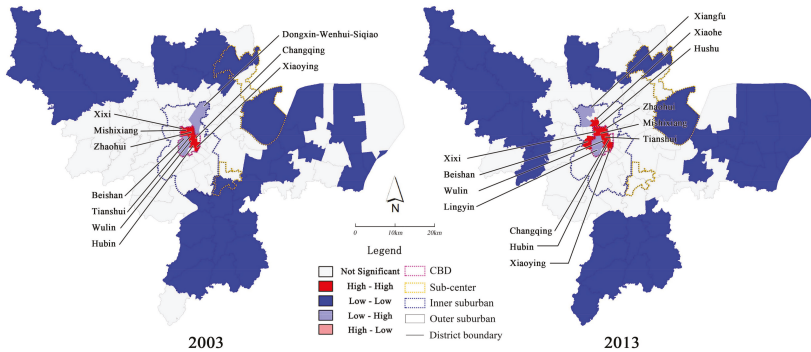 Dongxin-Wenhui-Siqiao
Changqing
Xiaoying
Xixi
Mishixiang
Zhaohui
Beishan
Tianshui
Wulin
Hubin
2003
N
0 10km 20km
Legend
Not Significant
High - High
Low - Low
Low - High
High - Low
CBD
Sub-center
Inner suburban
Outer suburban
District boundary
Xiangfu
Xiaohe
Hushu
Zhaohui
Mishixiang
Tianshui
Xixi
Beishan
Wulin
Lingyin
Changqing
Hubin
Xiaoying
2013